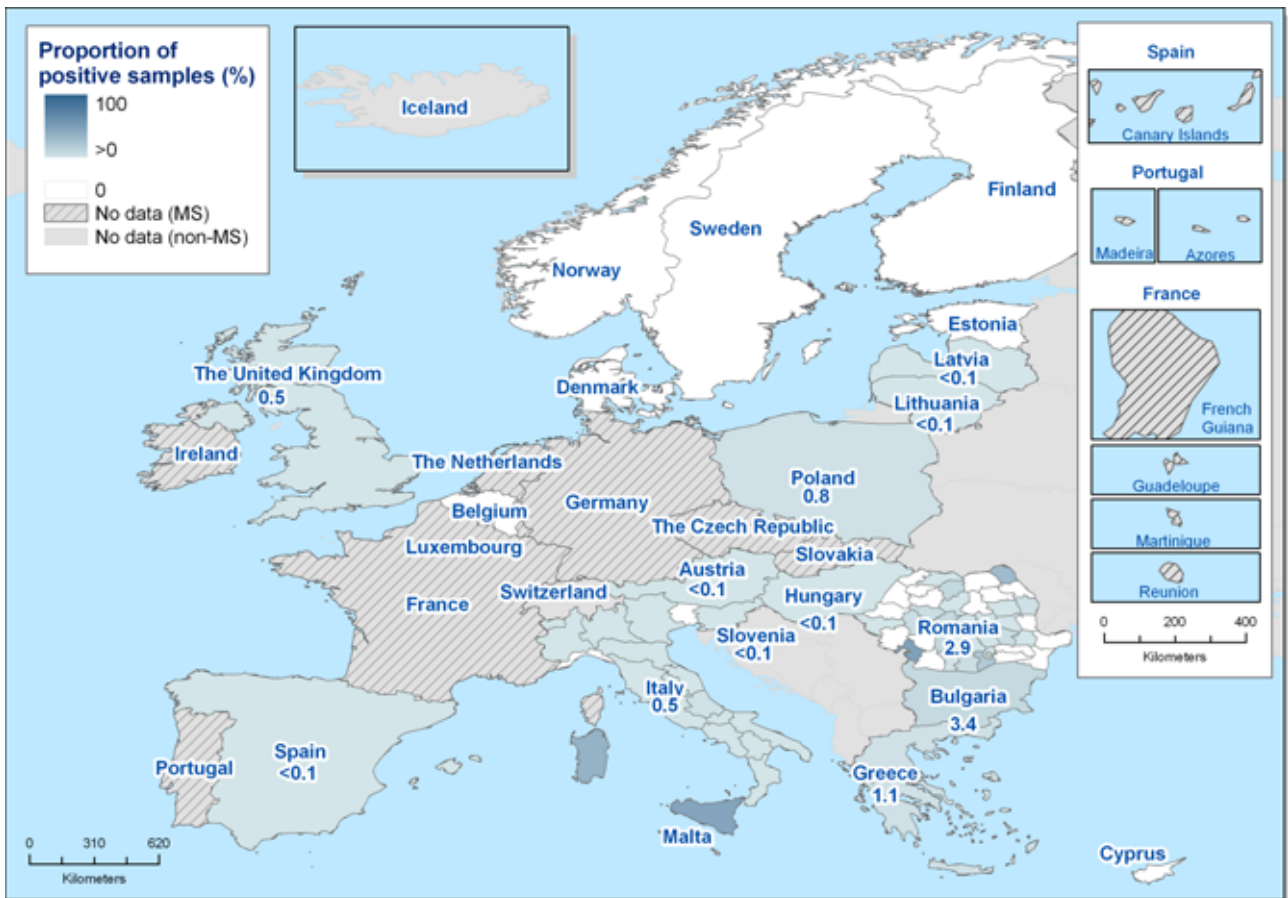 Proportion of
positive samples (%)
100
>0
0
No data (MS)
No data (non-MS)
Iceland
Spain
Canary Islands
Portugal
Madeira
Azores
France
French
Guiana
Guadeloupe
Martinique
Reunion
0 200 400
Kilometers
Finland
Sweden
Norway
Estonia
Latvia
<0.1
Lithuania
<0.1
Denmark
The United Kingdom
0.5
Ireland
The Netherlands
Poland
0.8
Germany
Belgium
The Czech Republic
Luxembourg
Slovakia
Austria
<0.1
Switzerland
Hungary
<0.1
France
Romania
2.9
Slovenia
<0.1
Italy
0.5
Bulgaria
3.4
Spain
<0.1
Portugal
Greece
1.1
Malta
Cyprus
0 310 620
Kilometers